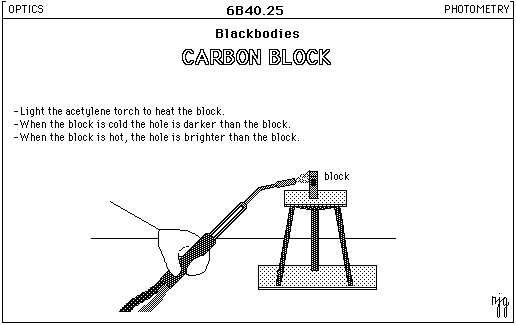 OPTICS
6B40.25
PHOTOMETRY
Blackbodies
CARBON BLOCK
-Light the acetylene torch to heat the block.
-When the block is cold the hole is darker than the block.
-When the block is hot, the hole is brighter than the block.
block
njg